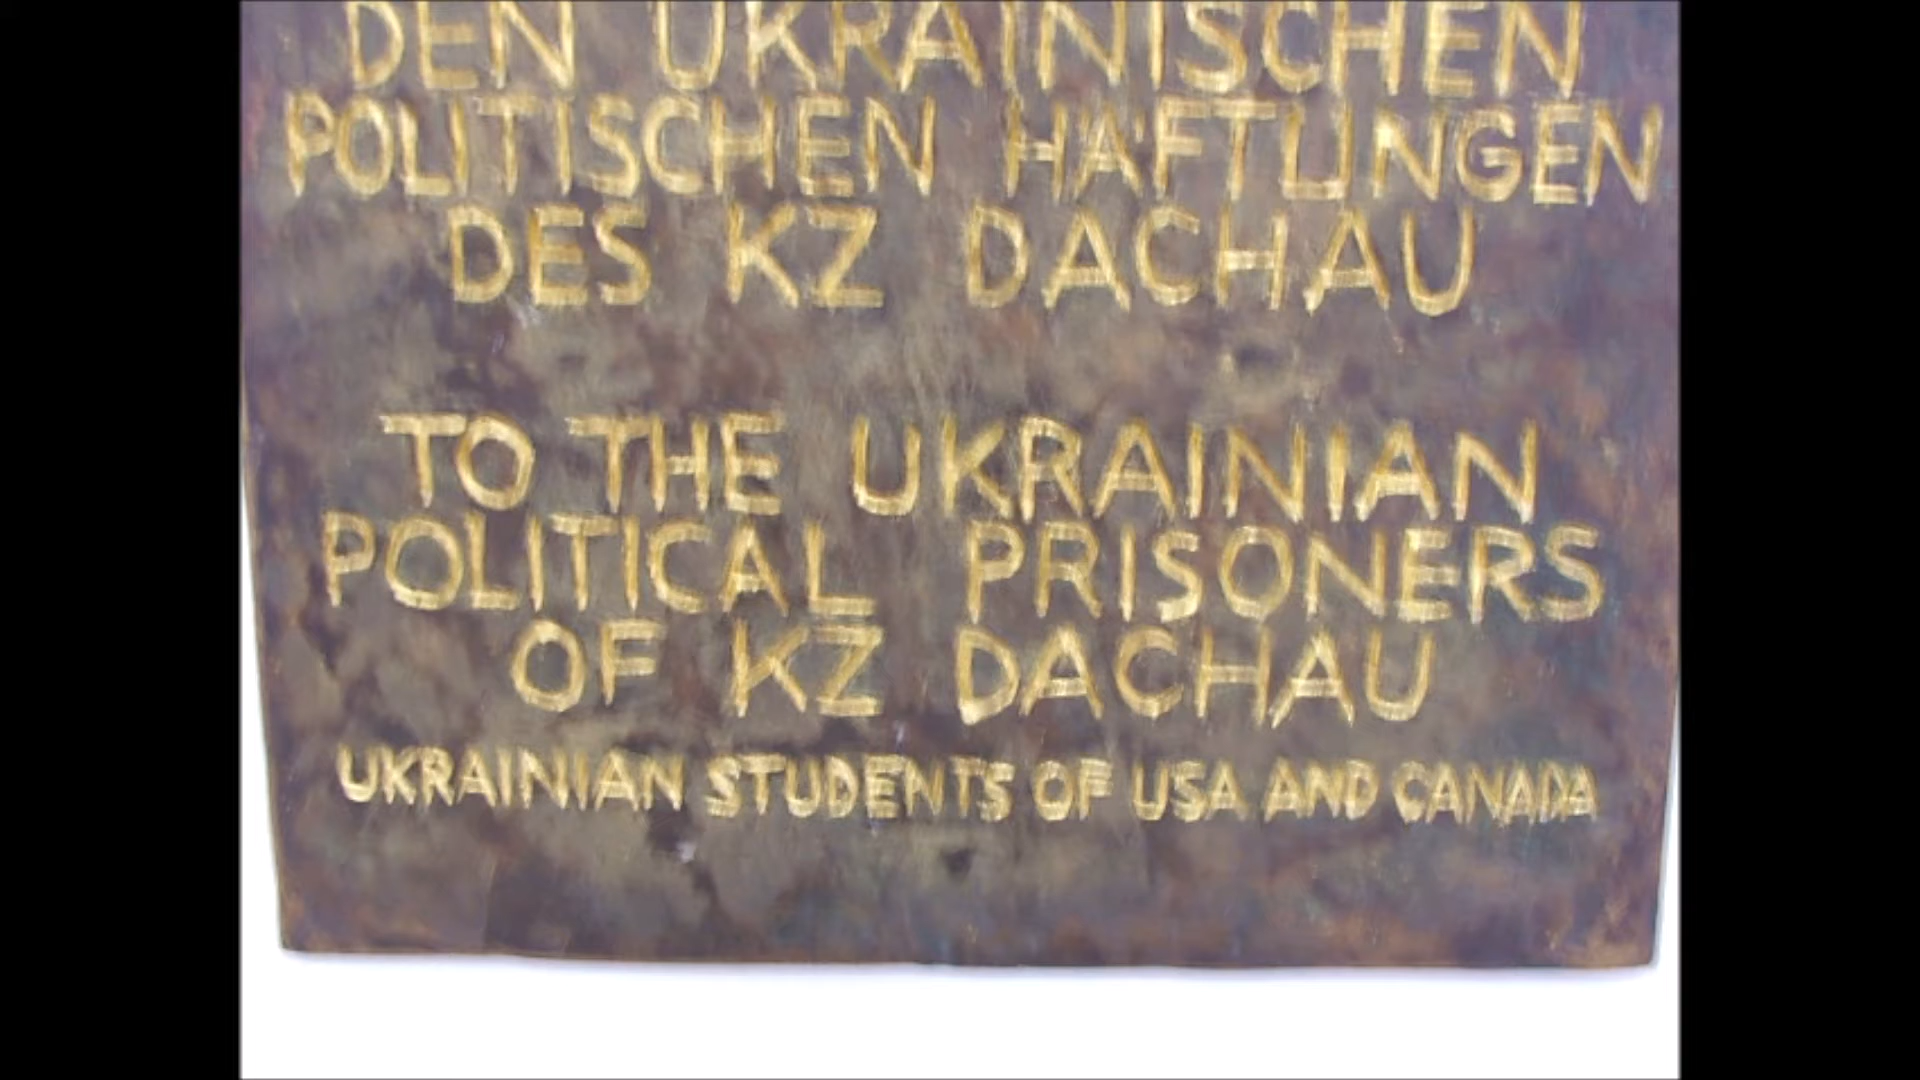 DEN UKRAINISCHEN
POLITISCHEN HÄFTLINGEN
DES KZ DACHAU
TO THE UKRAINIAN
POLITICAL PRISONERS
OF KZ DACHAU
UKRAINIAN STUDENTS OF USA AND CANADA